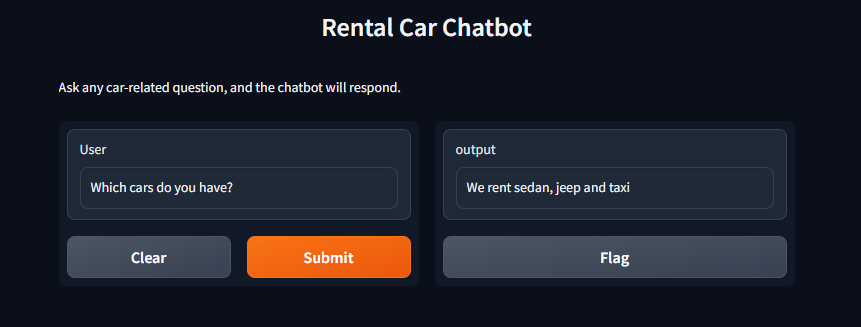 Rental Car Chatbot
Ask any car-related question, and the chatbot will respond.
User
Which cars do you have?
Clear
Submit
output
We rent sedan, jeep and taxi
Flag